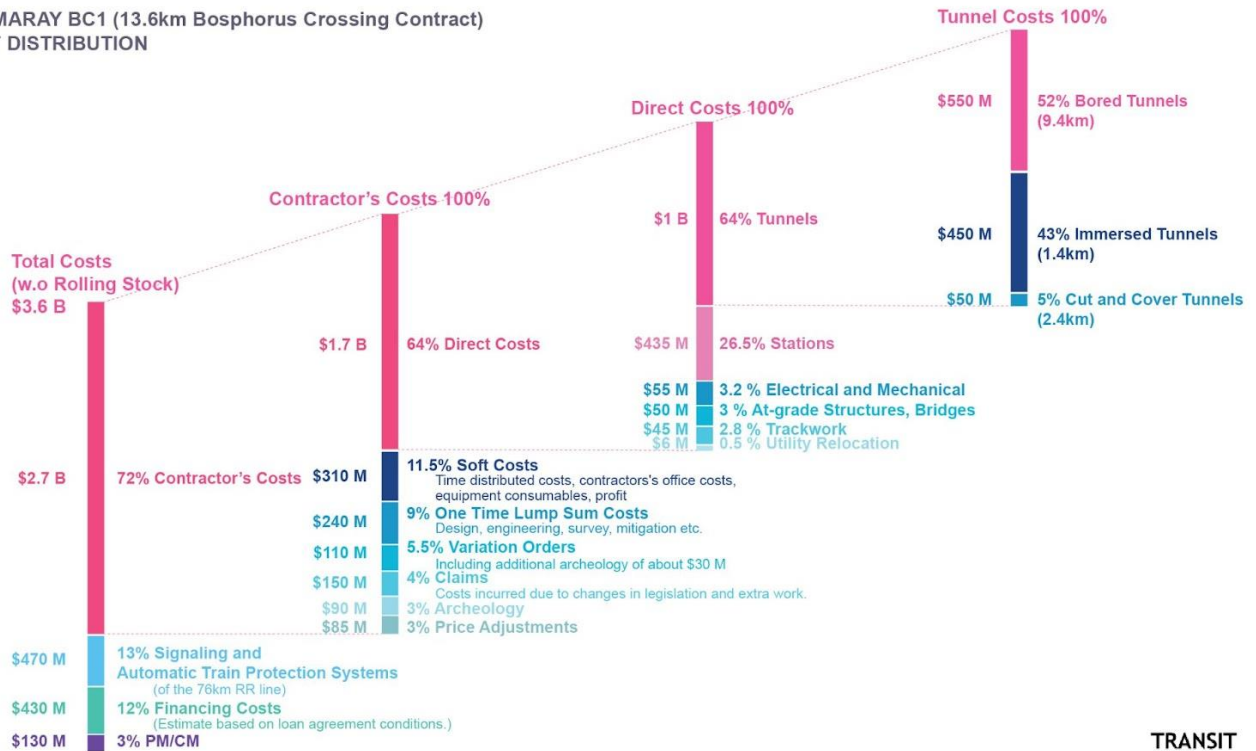 MARAY BC1 (13.6km Bosphorus Crossing Contract)
DISTRIBUTION
Total Costs
(w.o Rolling Stock)
$3.6 B
$2.7 B 72% Contractor's Costs
$470 M 13% Signaling and
Automatic Train Protection Systems
(of the 76km RR line)
$430 M 12% Financing Costs
(Estimate based on loan agreement conditions.)
$130 M 3% PM/CM
Contractor's Costs 100%
$1.7 B 64% Direct Costs
$310 M 11.5% Soft Costs
Time distributed costs, contractors's office costs,
equipment consumables, profit
$240 M 9% One Time Lump Sum Costs
Design, engineering, survey, mitigation etc.
$110 M 5.5% Variation Orders
Including additional archeology of about $30 M
$150 M 4% Claims
Costs incurred due to changes in legislation and extra work.
$90 M 3% Archeology
$85 M 3% Price Adjustments
Direct Costs 100%
$1 B 64% Tunnels
$435 M 26.5% Stations
$55 M 3.2 % Electrical and Mechanical
$50 M 3 % At-grade Structures, Bridges
$45 M 2.8 % Trackwork
$6 M 0.5 % Utility Relocation
Tunnel Costs 100%
$550 M 52% Bored Tunnels
(9.4km)
$450 M 43% Immersed Tunnels
(1.4km)
$50 M 5% Cut and Cover Tunnels
(2.4km)
TRANSIT